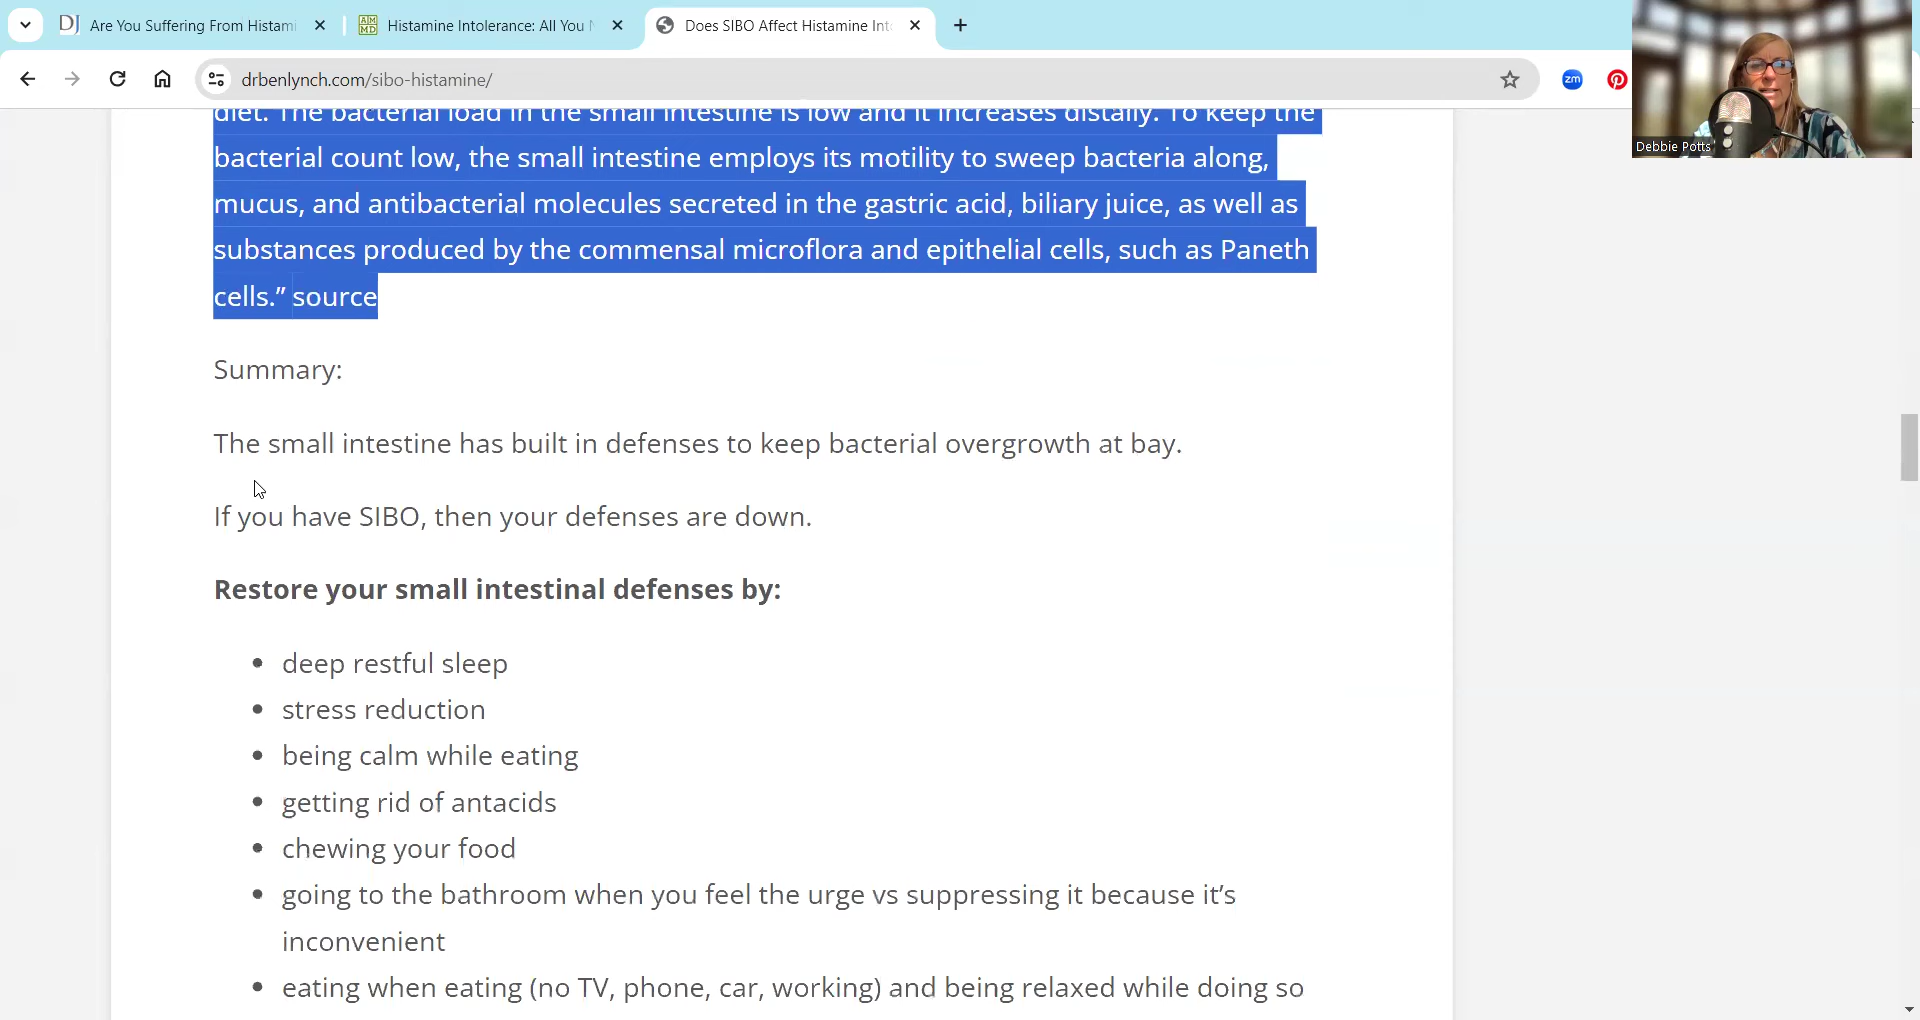 Are You Suffering From Histami
Histamine Intolerance: All You N
Does SIBO Affect Histamine Int
drbenlynch.com/sibo-histamine/
zm
Debbie Potts
diet. The bacterial load in the small intestine is low and it increases distally. To keep the
bacterial count low, the small intestine employs its motility to sweep bacteria along,
mucus, and antibacterial molecules secreted in the gastric acid, biliary juice, as well as
substances produced by the commensal microflora and epithelial cells, such as Paneth
cells.” source
Summary:
The small intestine has built in defenses to keep bacterial overgrowth at bay.
If you have SIBO, then your defenses are down.
Restore your small intestinal defenses by:
• deep restful sleep
• stress reduction
• being calm while eating
• getting rid of antacids
• chewing your food
• going to the bathroom when you feel the urge vs suppressing it because it’s
inconvenient
• eating when eating (no TV, phone, car, working) and being relaxed while doing so